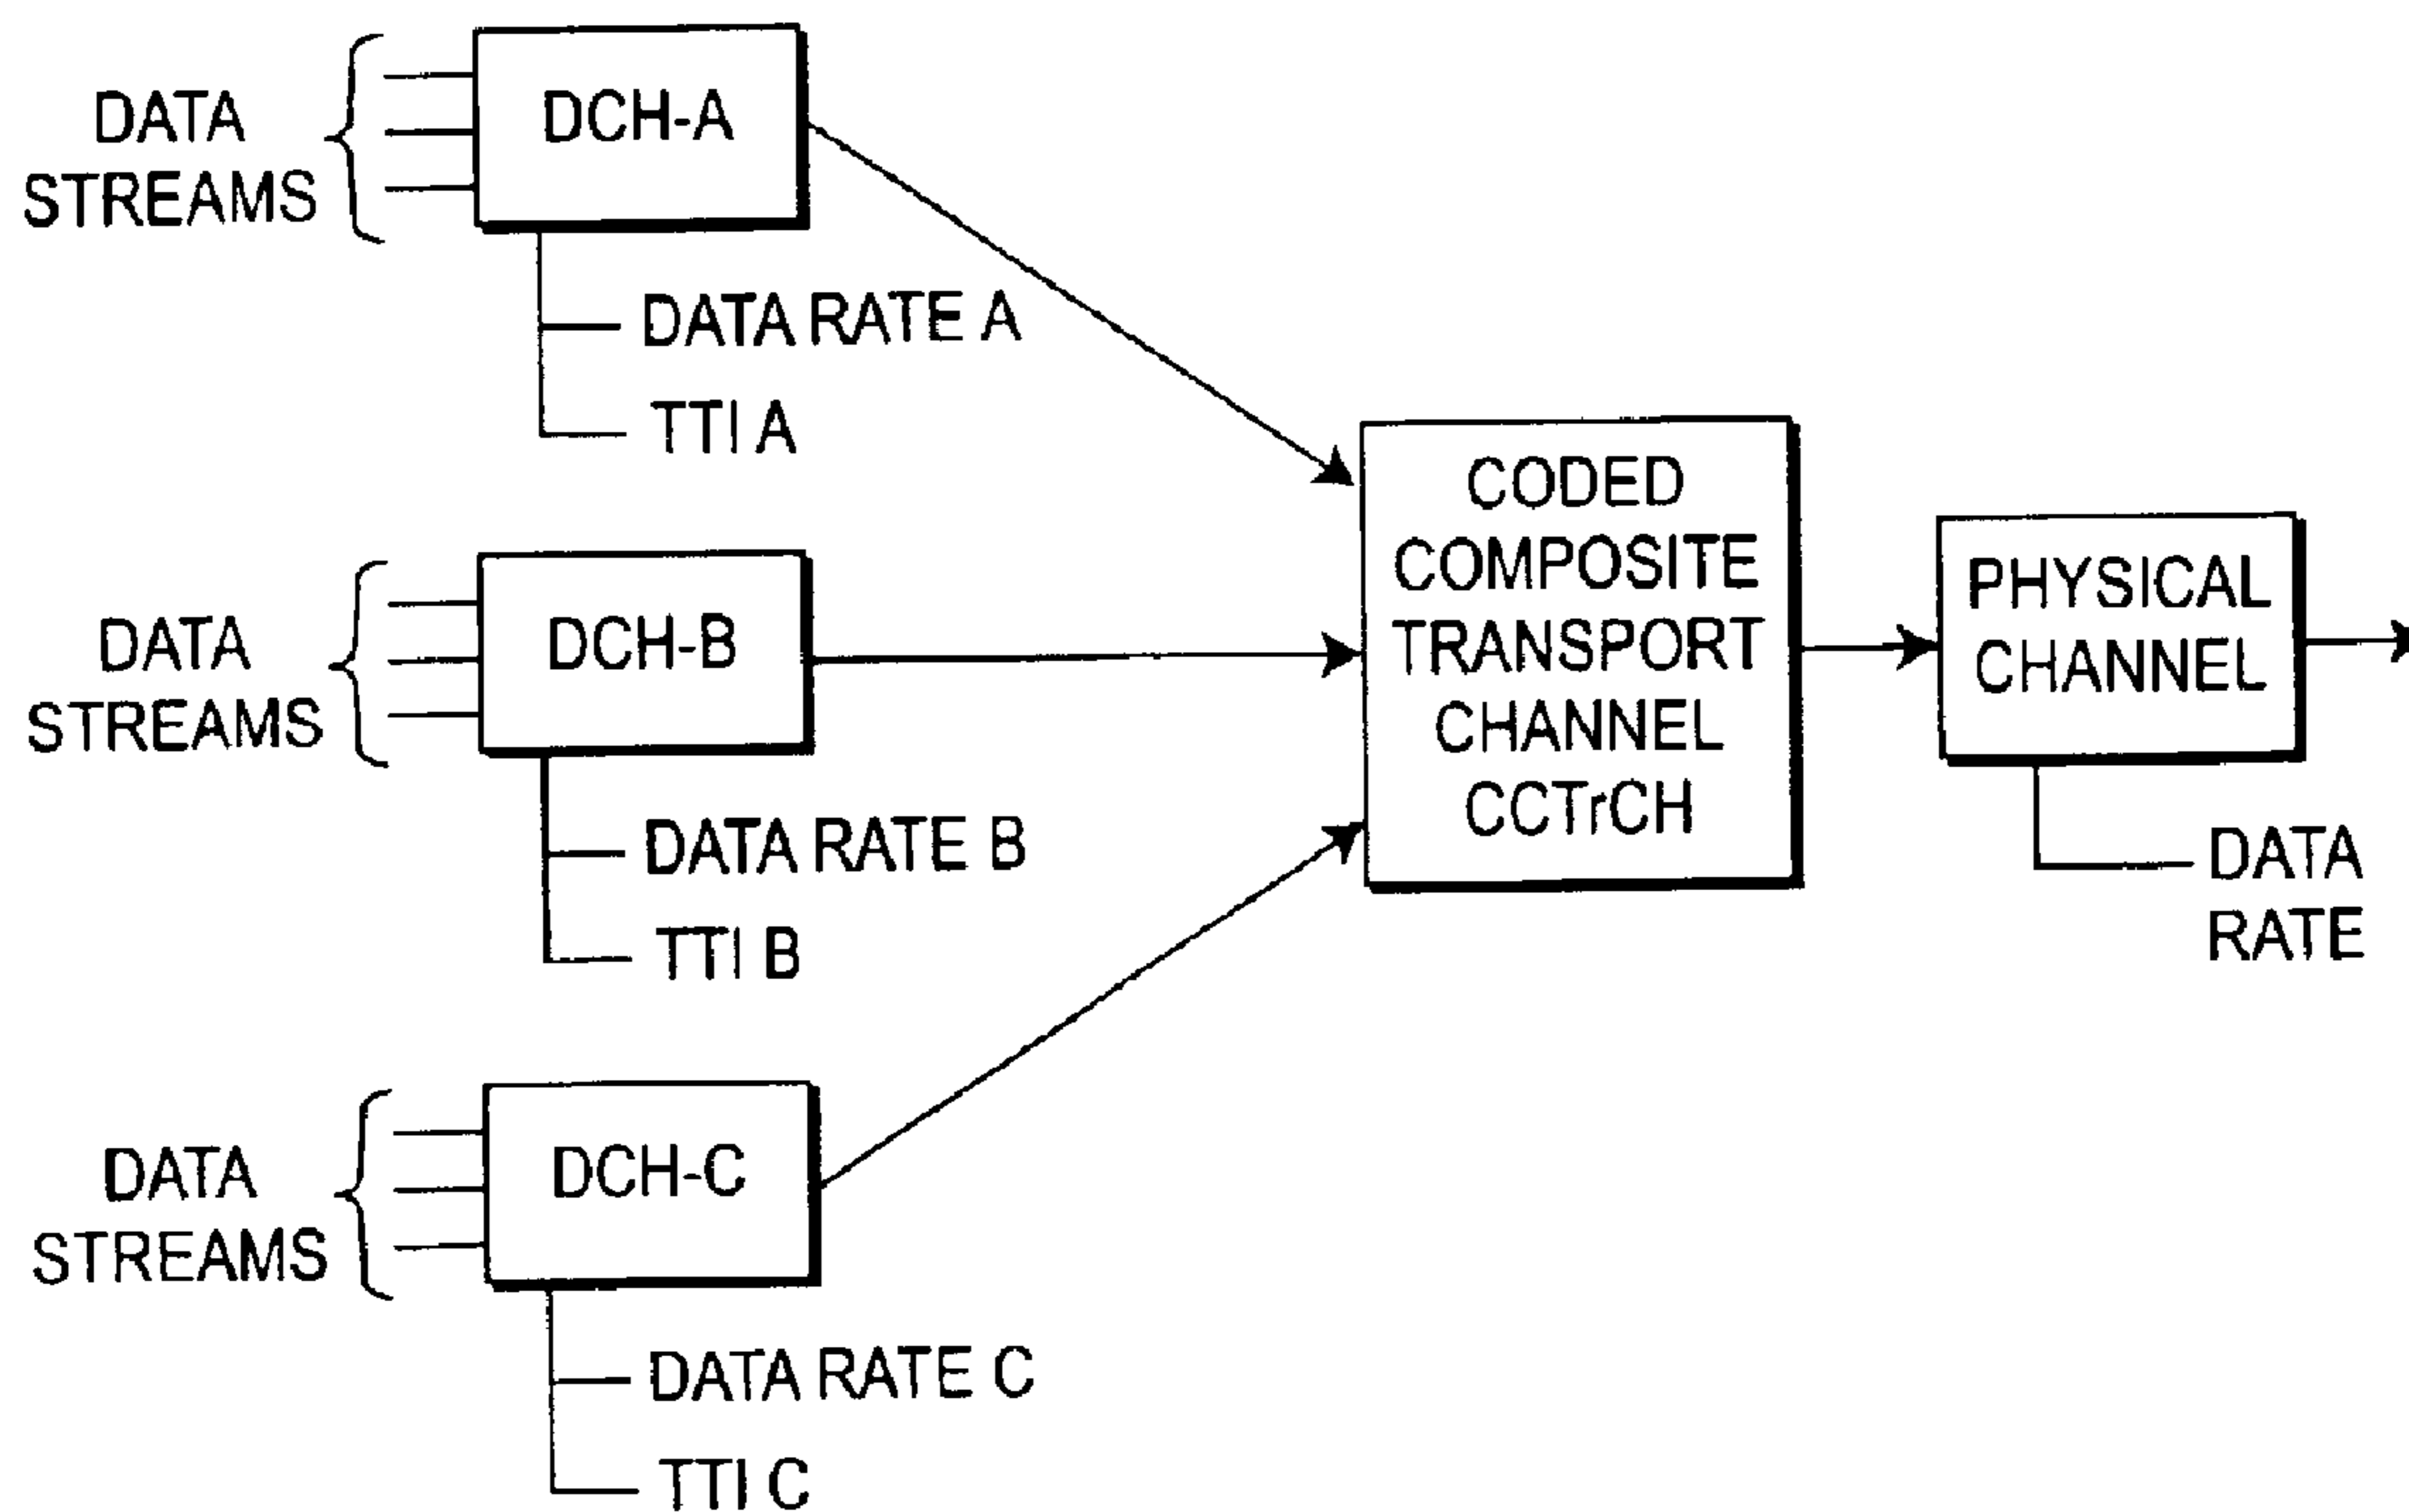 DATA
STREAMS
DCH-A
DATA RATE A
TTI A
DATA
STREAMS
DCH-B
DATA RATE B
TTI B
DATA
STREAMS
DCH-C
DATA RATE C
TTI C
CODED
COMPOSITE
TRANSPORT
CHANNEL
CCTrCH
PHYSICAL
CHANNEL
DATA
RATE